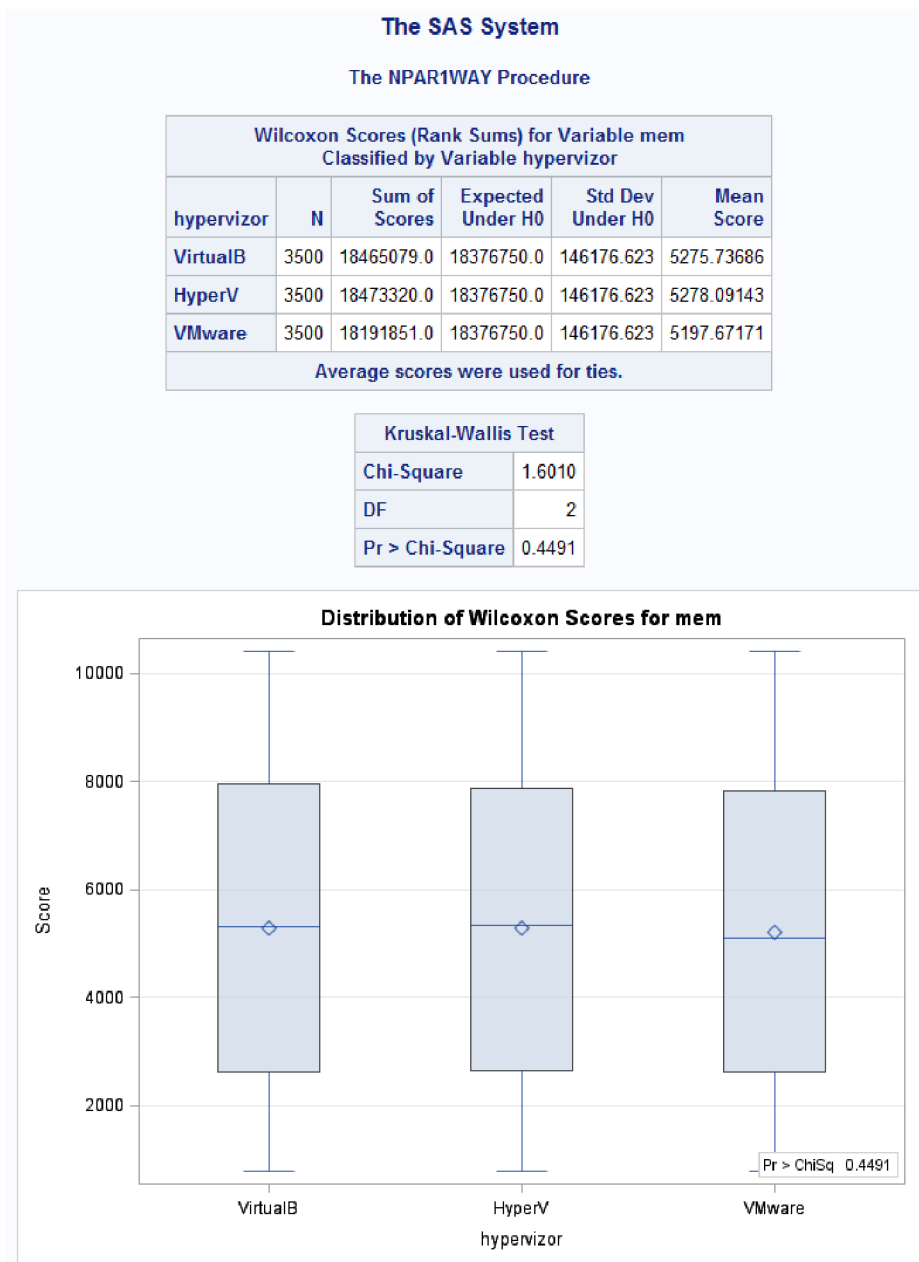 The SAS System
The NPAR1WAY Procedure
Wilcoxon Scores (Rank Sums) for Variable mem
Classified by Variable hypervizor
hypervizor N Sum of Scores Expected Under H0 Std Dev Under H0 Mean Score
VirtualB 3500 18465079.0 18376750.0 146176.623 5275.73686
HyperV 3500 18473320.0 18376750.0 146176.623 5278.09143
VMware 3500 18191851.0 18376750.0 146176.623 5197.67171
Average scores were used for ties.
Kruskal-Wallis Test
Chi-Square 1.6010
DF 2
Pr > Chi-Square 0.4491
Distribution of Wilcoxon Scores for mem
10000
8000
6000
4000
2000
Score
Pr > ChiSq 0.4491
VirtualB HyperV VMware
hypervizor